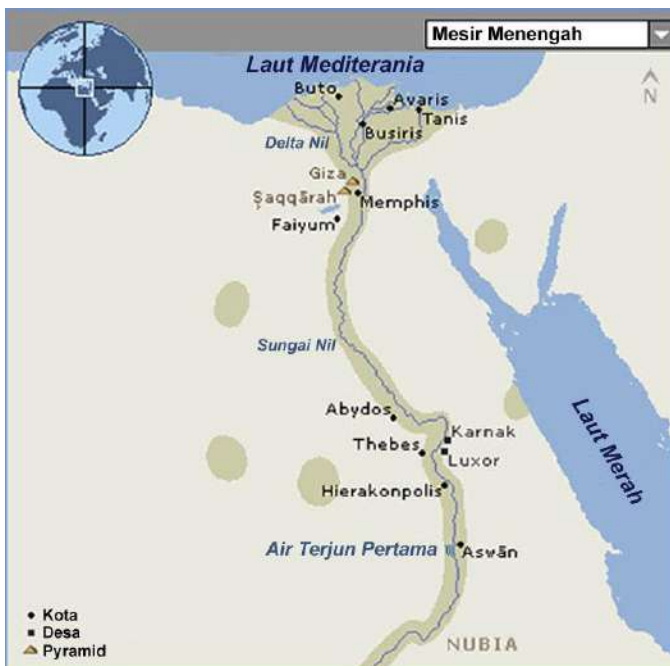 Mesir Menengah
Laut Mediterania
N
Buto
Avaris
Tanis
Busiris
Delta Nil
Giza
Şaqqārah
Memphis
Faiyum
Sungai Nil
Abydos
Karnak
Thebes
Luxor
Laut Merah
Hierakonpolis
Air Terjun Pertama
Aswān
Kota
Desa
Pyramid
NUBIA